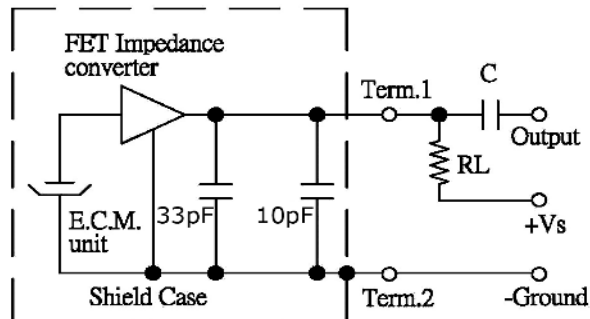 FET Impedance
converter
Term.1
C
Output
RL
+Vs
E.C.M.
unit
33pF
10pF
Shield Case
Term.2
-Ground